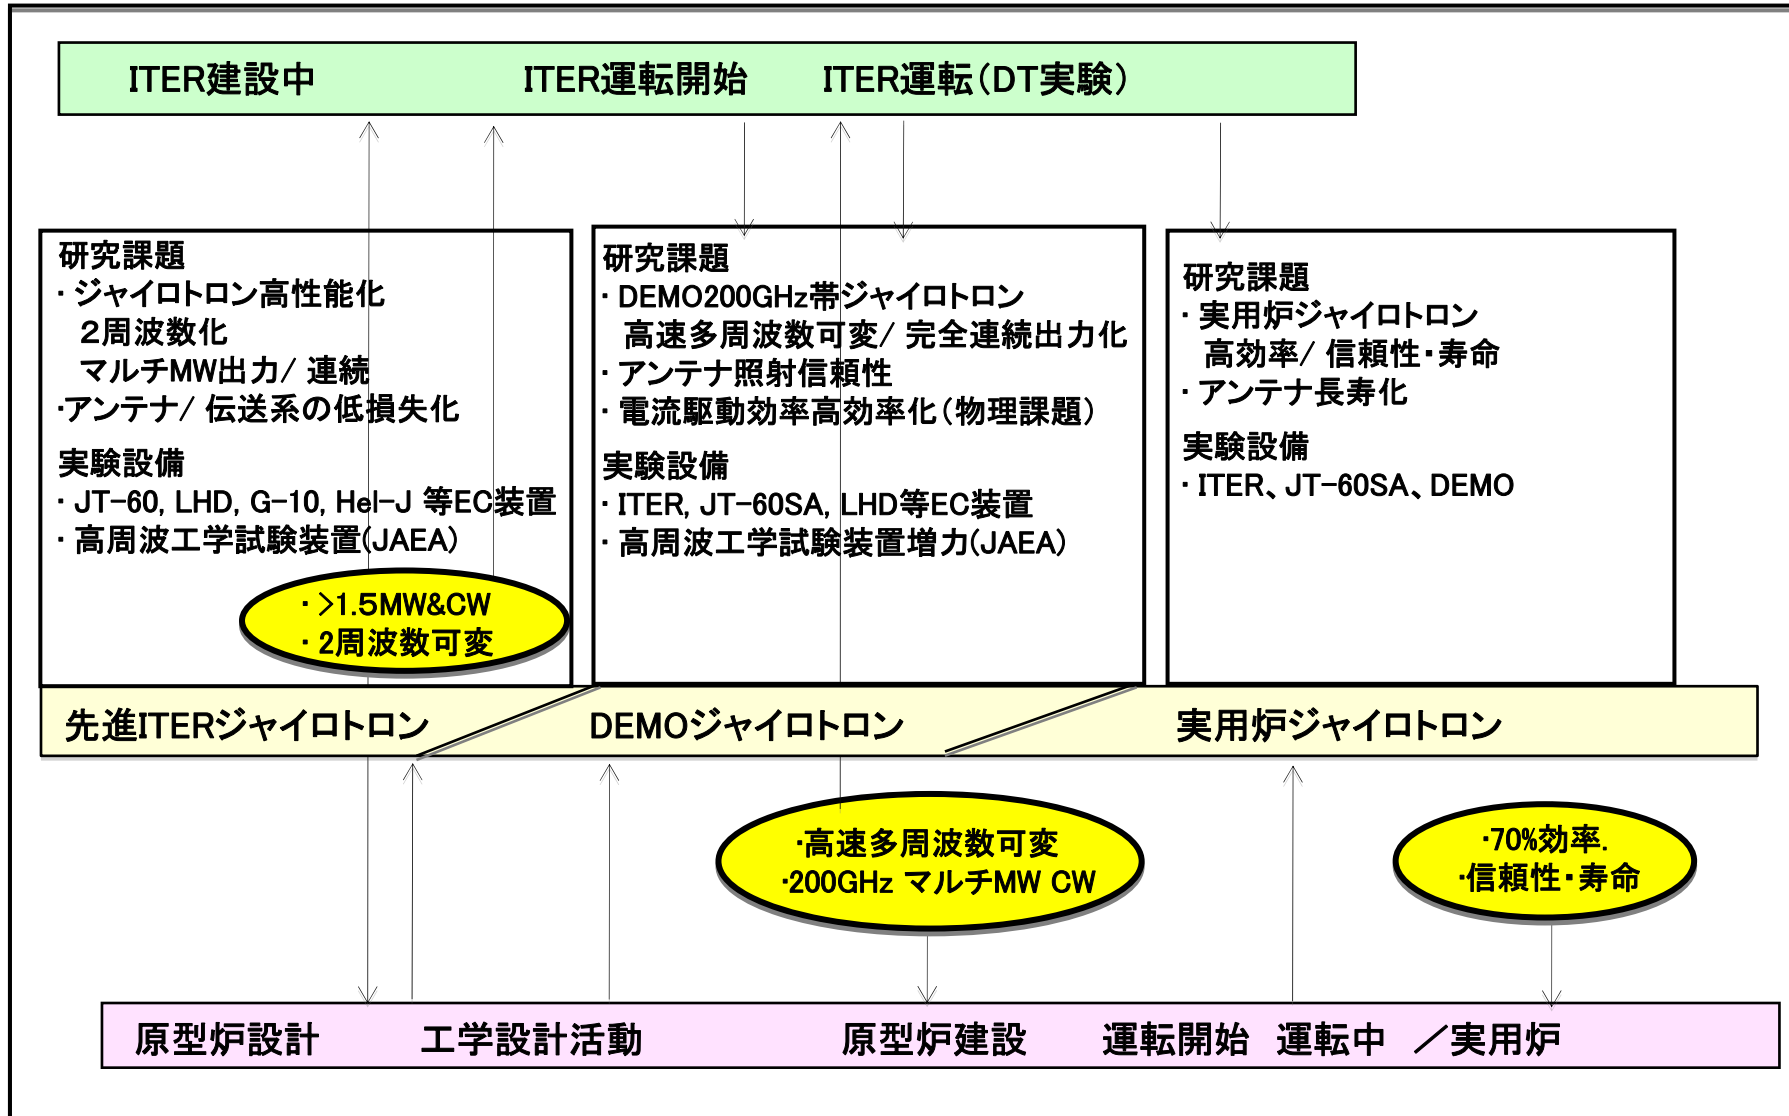 ITER建設中 ITER運転開始 ITER運転（DT実験）
研究課題
・ジャイロトロン高性能化
２周波数化
マルチMW出力/ 連続
・アンテナ/ 伝送系の低損失化
実験設備
・JT-60, LHD, G-10, Hel-J 等EC装置
・高周波工学試験装置(JAEA)
・>1.5MW&CW
・2周波数可変
研究課題
・DEMO200GHz帯ジャイロトロン
高速多周波数可変/ 完全連続出力化
・アンテナ照射信頼性
・電流駆動効率高効率化（物理課題）
実験設備
・ITER, JT-60SA, LHD等EC装置
・高周波工学試験装置増力(JAEA)
研究課題
・実用炉ジャイロトロン
高効率/ 信頼性・寿命
・アンテナ長寿化
実験設備
・ITER、JT-60SA、DEMO
先進ITERジャイロトロン DEMOジャイロトロン 実用炉ジャイロトロン
・高速多周波数可変
・200GHz マルチMW CW
・70%効率.
・信頼性・寿命
原型炉設計 工学設計活動 原型炉建設 運転開始 運転中 ／実用炉